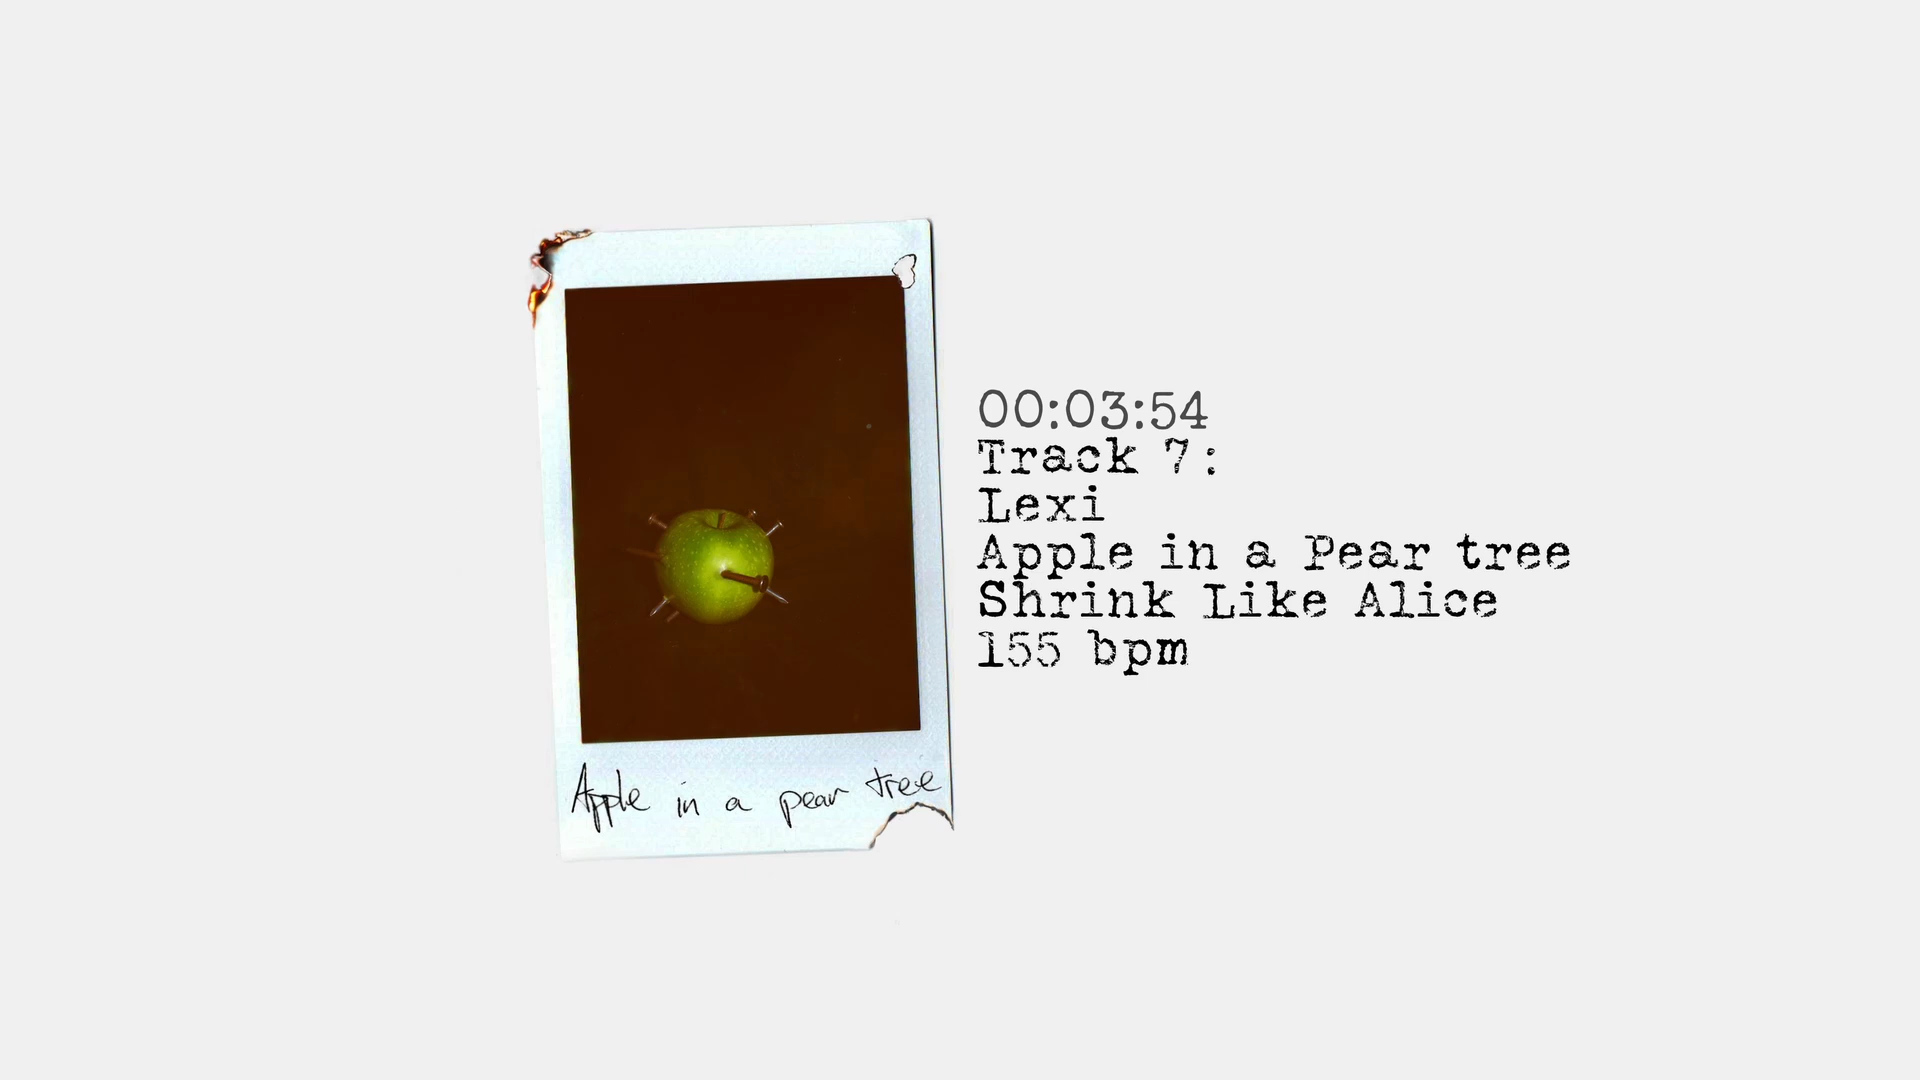 00:03:54
Track 7:
Lexi
Apple in a Pear tree
Shrink Like Alice
155 bpm
Apple in a pear tree